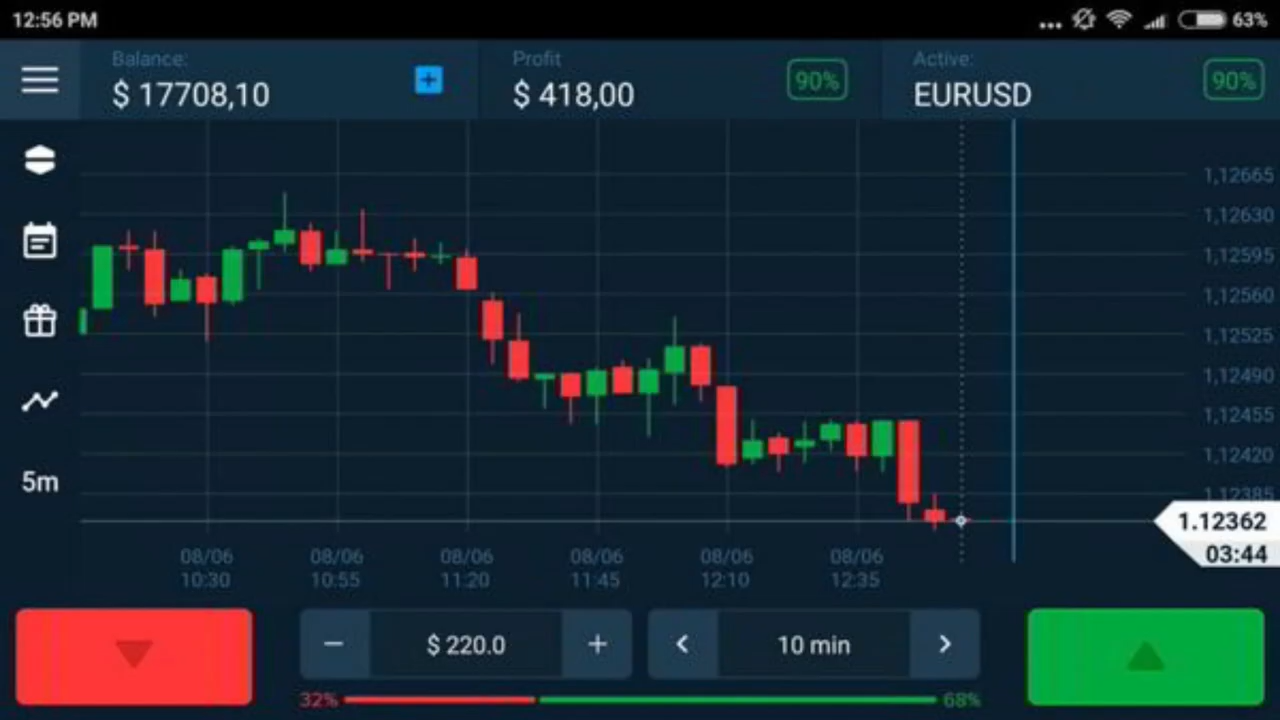 12:56 PM
63%
Balance:
$ 17708,10
Profit
$ 418,00
90%
Active:
EURUSD
90%
1,12665
1,12630
1,12595
1,12560
1,12525
1,12490
1,12455
1,12420
1,12385
1.12362
03:44
5m
08/06 08/06 08/06 08/06 08/06 08/06
10:30 10:55 11:20 11:45 12:10 12:35
− $ 220.0 +
< 10 min >
32% 68%